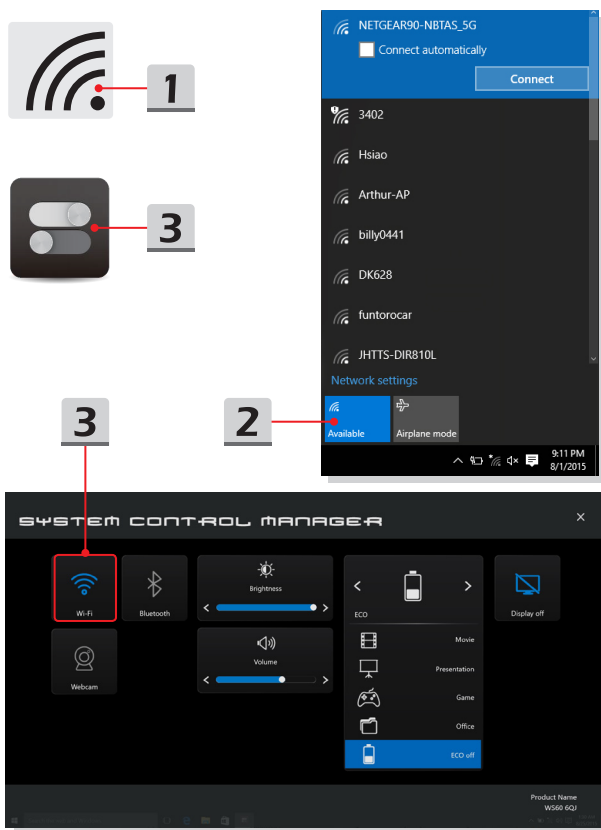 1
3
NETGEAR90-NBTAS_5G
Connect automatically
Connect
3402
Hsiao
Arthur-AP
billy0441
DK628
funtorocar
JHTTS-DIR810L
Network settings
Available
Airplane mode
9:11 PM
8/1/2015
2
3
SYSTEM CONTROL MANAGER
Wi-Fi
Bluetooth
Brightness
ECO
Display off
Webcam
Volume
Movie
Presentation
Game
Office
ECO off
Product Name
WS60 6QJ